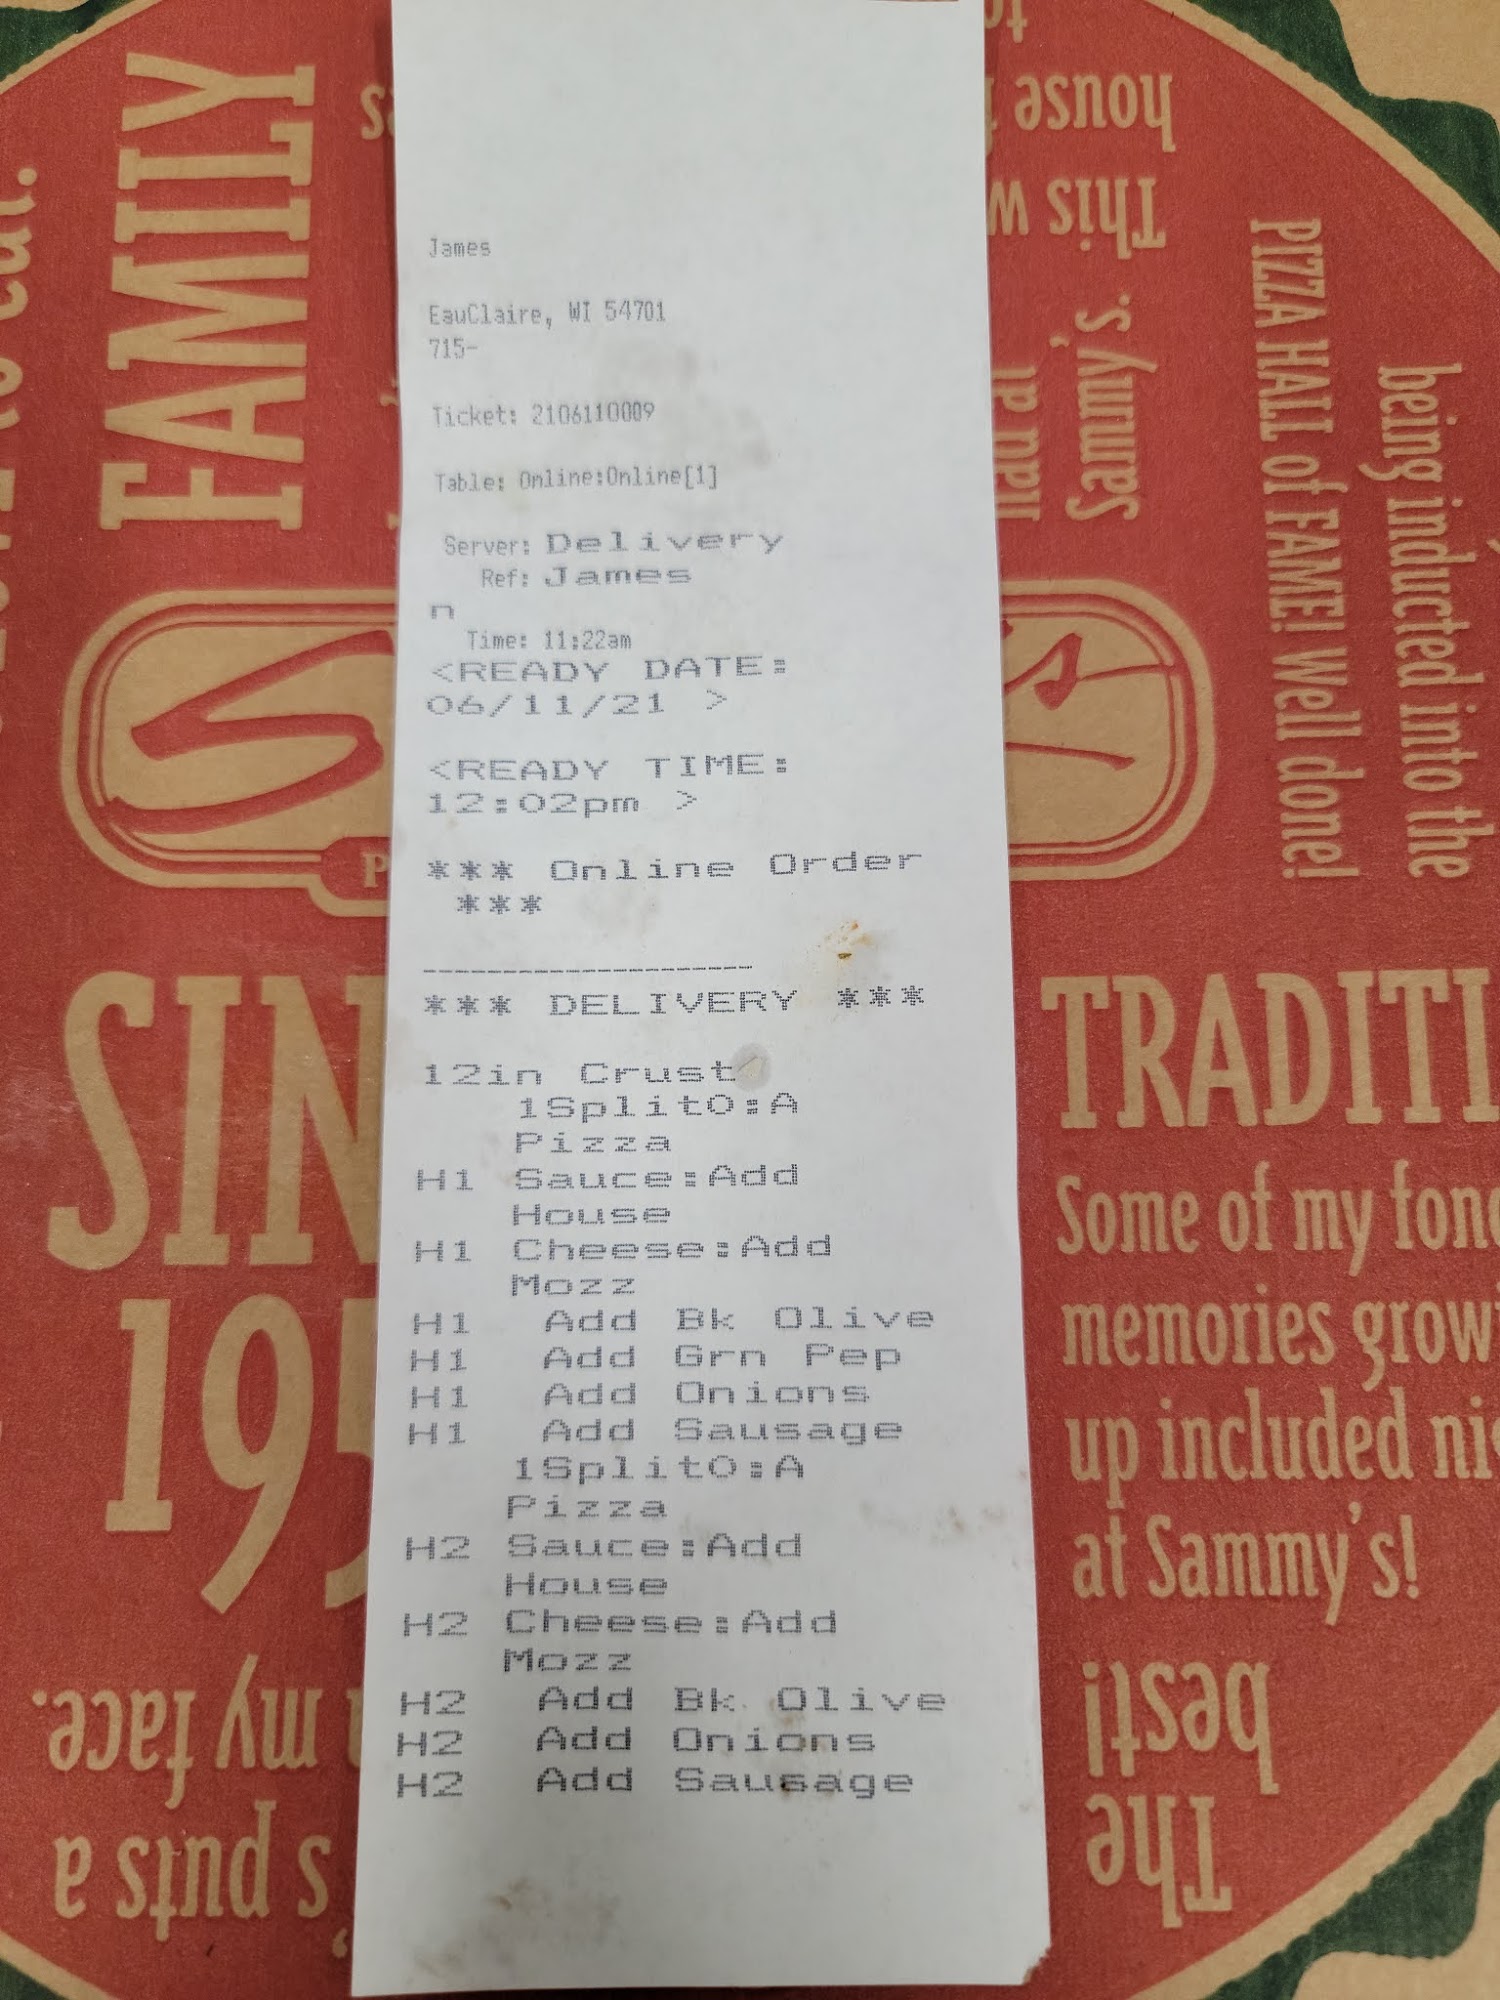 James
EauClaire, WI 54701
715-
Ticket: 2106110009
Table: Online:Online[1]
Server: Delivery
Ref: James
n
Time: 11:22am
<READY DATE:
06/11/21 >
<READY TIME:
12:02pm >
*** Online Order
***
--------------------
*** DELIVERY ***
12in Crust
1SplitO:A
Pizza
H1 Sauce:Add
House
H1 Cheese:Add
Mozz
H1 Add Bk Olive
H1 Add Grn Pep
H1 Add Onions
H1 Add Sausage
1SplitO:A
Pizza
H2 Sauce:Add
House
H2 Cheese:Add
Mozz
H2 Add Bk Olive
H2 Add Onions
H2 Add Sausage
FAMILY
SIN
195
TRADITI
Some of my fon
memories grow
up included ni
at Sammy's!
The
best!
's puts a
my face.
This w
house
Sammy's.
PIZZA HALL of FAME! Well done!
being inducted into the